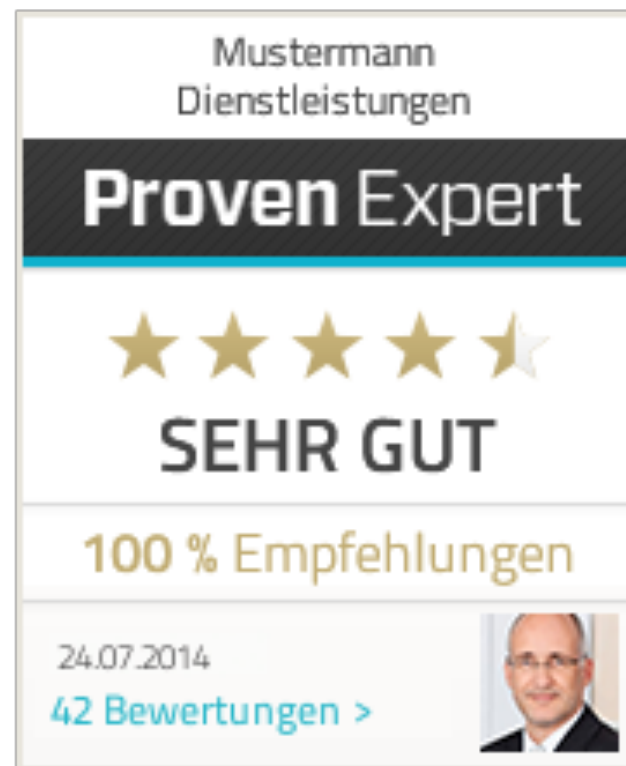 Mustermann
Dienstleistungen
Proven Expert
SEHR GUT
100 % Empfehlungen
24.07.2014
42 Bewertungen >